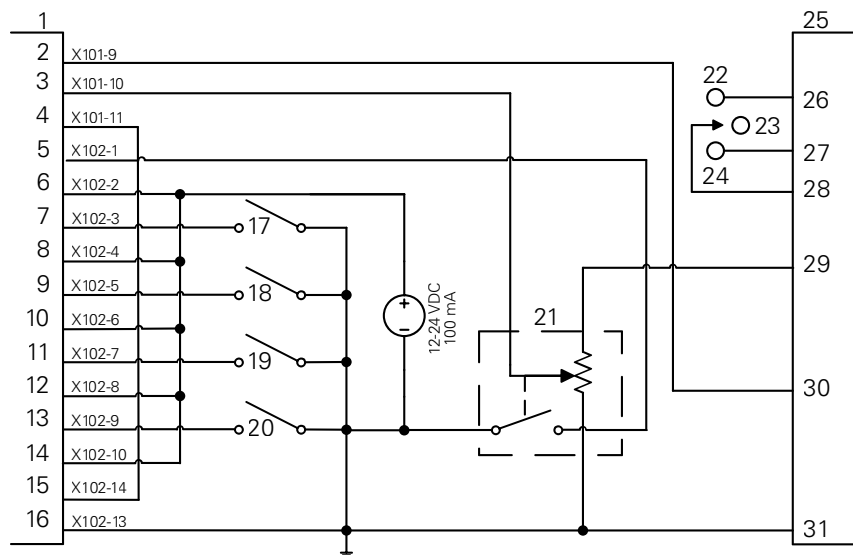 1
2 X101-9
3 X101-10
4 X101-11
5 X102-1
6 X102-2
7 X102-3
8 X102-4
9 X102-5
10 X102-6
11 X102-7
12 X102-8
13 X102-9
14 X102-10
15 X102-14
16 X102-13
17
18
19
20
+
–
12-24 VDC
100 mA
21
22
23
24
25
26
27
28
29
30
31